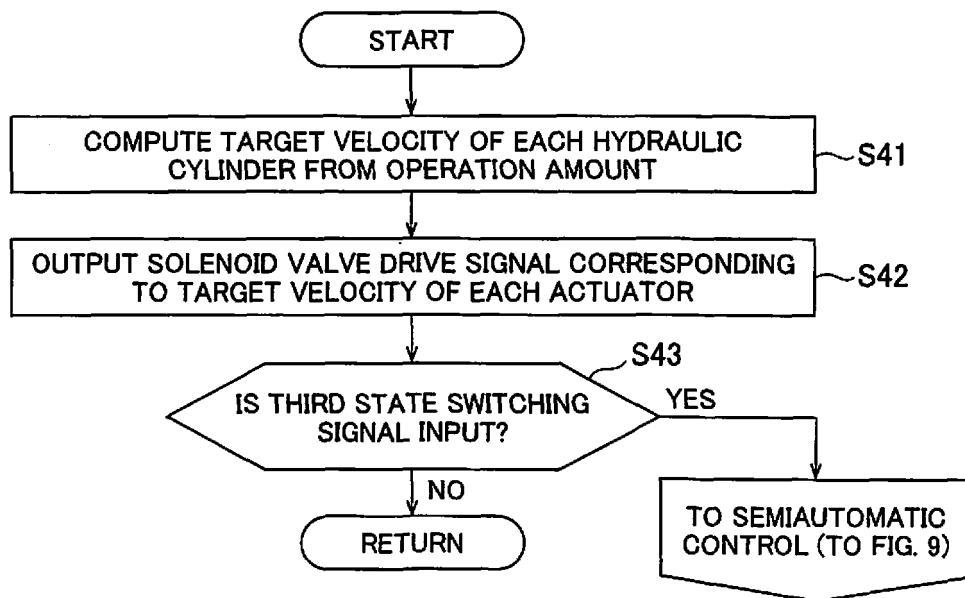 START
COMPUTE TARGET VELOCITY OF EACH HYDRAULIC
CYLINDER FROM OPERATION AMOUNT
S41
OUTPUT SOLENOID VALVE DRIVE SIGNAL CORRESPONDING
TO TARGET VELOCITY OF EACH ACTUATOR
S42
S43
IS THIRD STATE SWITCHING
SIGNAL INPUT?
YES
NO
RETURN
TO SEMIAUTOMATIC
CONTROL (TO FIG. 9)